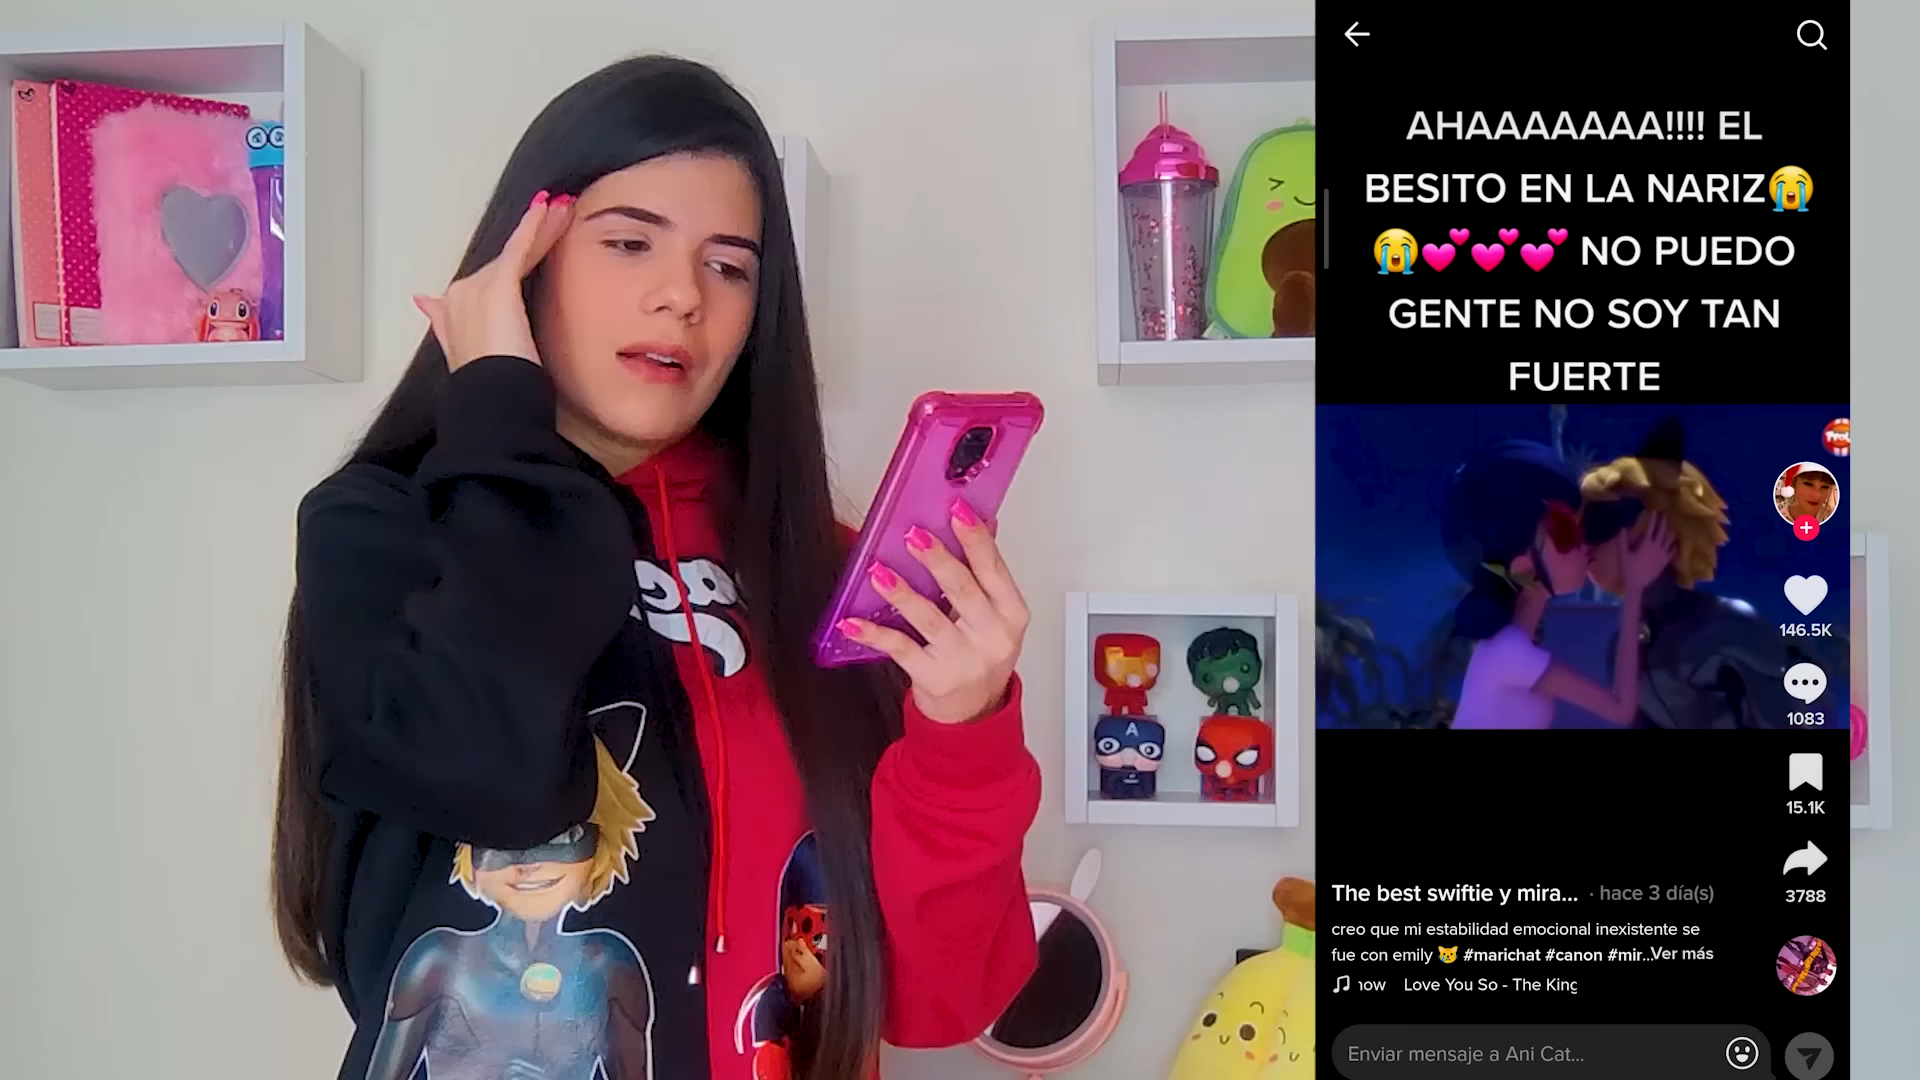 AHAAAAAAA!!!! EL
BESITO EN LA NARIZ😭
😭💕💕💕 NO PUEDO
GENTE NO SOY TAN
FUERTE
146.5K
1083
15.1K
3788
The best swiftie y mira... · hace 3 día(s)
creo que mi estabilidad emocional inexistente se
fue con emily 😿 #marichat #canon #mir...Ver más
now Love You So - The King
Enviar mensaje a Ani Cat...
A